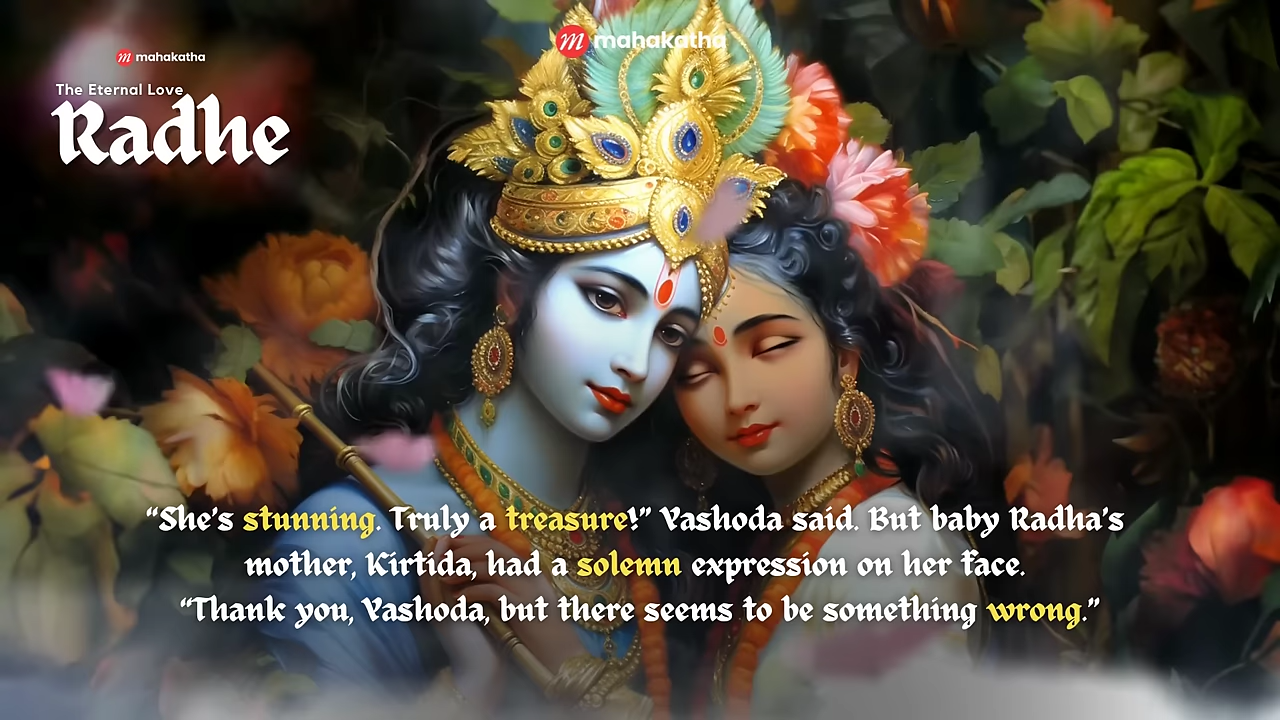 mahakatha
mahakatha
The Eternal Love
Radhe
“She’s stunning. Truly a treasure!” Yashoda said. But baby Radha’s
mother, Kirtida, had a solemn expression on her face.
“Thank you, Yashoda, but there seems to be something wrong.”